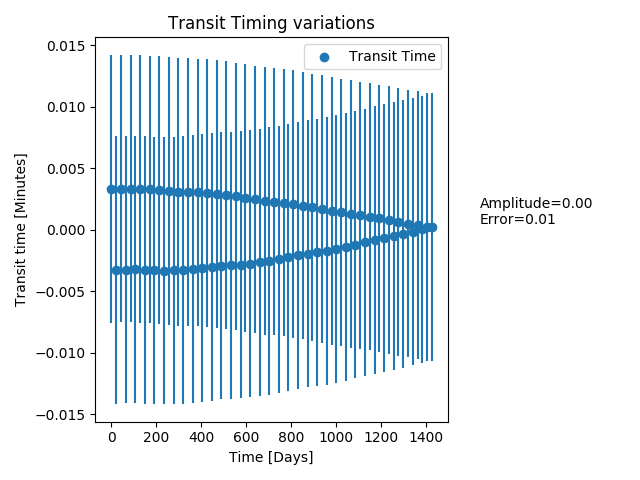 Transit Timing variations
Transit Time
0.015
0.010
0.005
0.000
−0.005
−0.010
−0.015
Transit time [Minutes]
0 200 400 600 800 1000 1200 1400
Time [Days]
Amplitude=0.00
Error=0.01